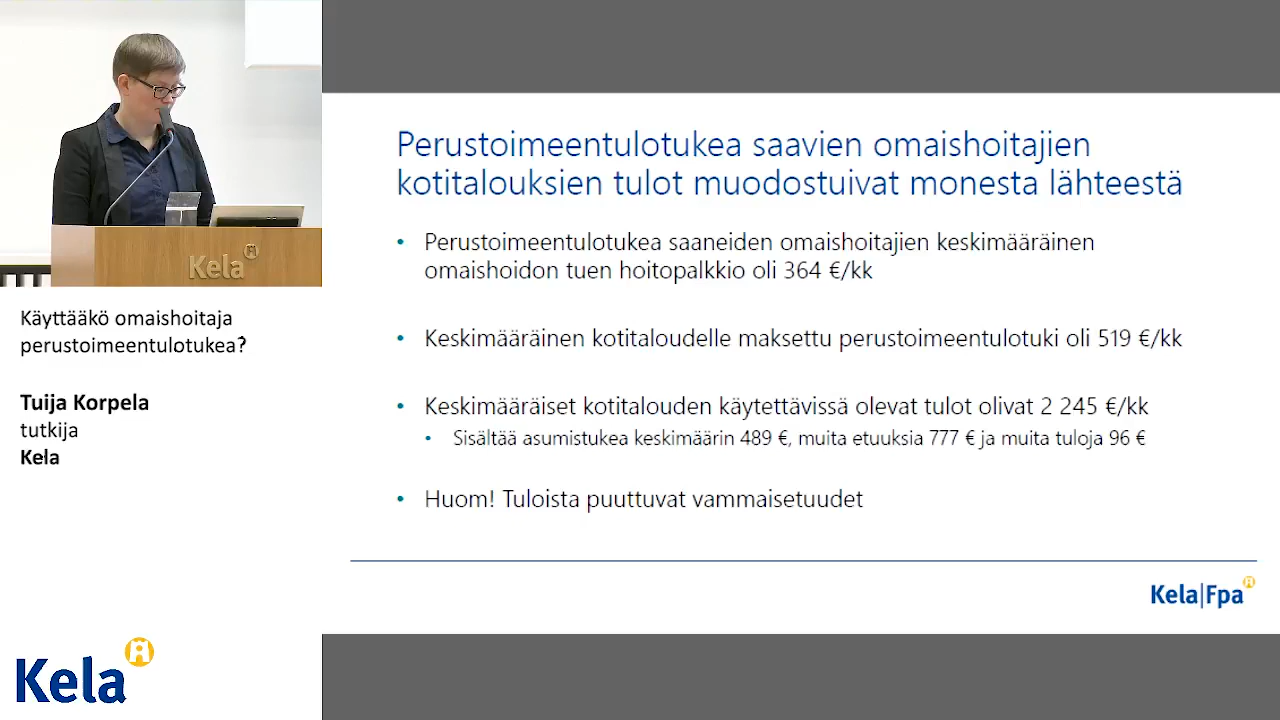 Kela
Käyttääkö omaishoitaja
perustoimeentulotukea?
Tuija Korpela
tutkija
Kela
Kela
Perustoimeentulotukea saavien omaishoitajien
kotitalouksien tulot muodostuivat monesta lähteestä
• Perustoimeentulotukea saaneiden omaishoitajien keskimääräinen
omaishoidon tuen hoitopalkkio oli 364 €/kk
• Keskimääräinen kotitaloudelle maksettu perustoimeentulotuki oli 519 €/kk
• Keskimääräiset kotitalouden käytettävissä olevat tulot olivat 2 245 €/kk
• Sisältää asumistukea keskimäärin 489 €, muita etuuksia 777 € ja muita tuloja 96 €
• Huom! Tuloista puuttuvat vammaisetuudet
Kela|Fpa